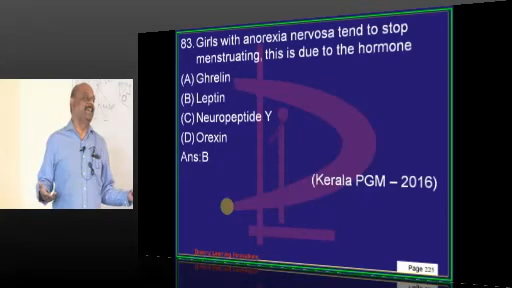 83. Girls with anorexia nervosa tend to stop
menstruating, this is due to the hormone
(A) Ghrelin
(B) Leptin
(C) Neuropeptide Y
(D) Orexin
Ans:B
(Kerala PGM – 2016)
Page 221